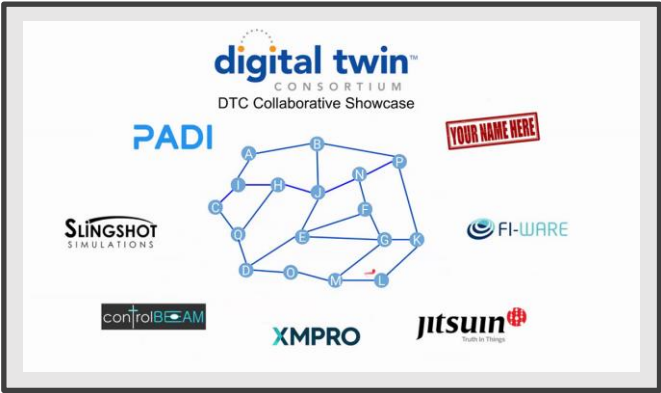 digital twin™
CONSORTIUM
DTC Collaborative Showcase
PADI
YOUR NAME HERE
B
A
P
N
I
H
J
C
F
O
E
G
K
D
O
M
L
SLINGSHOT
SIMULATIONS
FI-WARE
conTrolBEAM
XMPRO
JITSUIN
Truth in Things